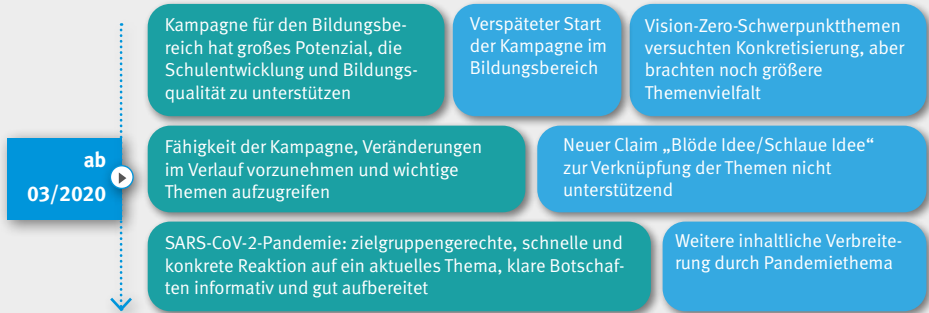 Kampagne für den Bildungsbe-
reich hat großes Potenzial, die
Schulentwicklung und Bildungs-
qualität zu unterstützen
Verspäteter Start
der Kampagne im
Bildungsbereich
Vision-Zero-Schwerpunktthemen
versuchten Konkretisierung, aber
brachten noch größere
Themenvielfalt
ab
03/2020
Fähigkeit der Kampagne, Veränderungen
im Verlauf vorzunehmen und wichtige
Themen aufzugreifen
Neuer Claim „Blöde Idee/Schlaue Idee“
zur Verknüpfung der Themen nicht
unterstützend
SARS-CoV-2-Pandemie: zielgruppengerechte, schnelle und
konkrete Reaktion auf ein aktuelles Thema, klare Botschaf-
ten informativ und gut aufbereitet
Weitere inhaltliche Verbreite-
rung durch Pandemiethema